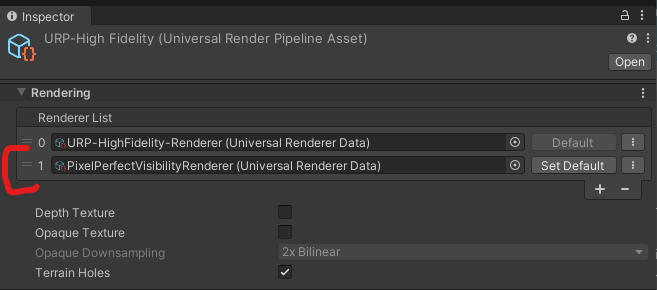 Inspector
URP-High Fidelity (Universal Render Pipeline Asset)
Open
Rendering
Renderer List
0 URP-HighFidelity-Renderer (Universal Renderer Data) Default
1 PixelPerfectVisibilityRenderer (Universal Renderer Data) Set Default
Depth Texture
Opaque Texture
Opaque Downsampling 2x Bilinear
Terrain Holes